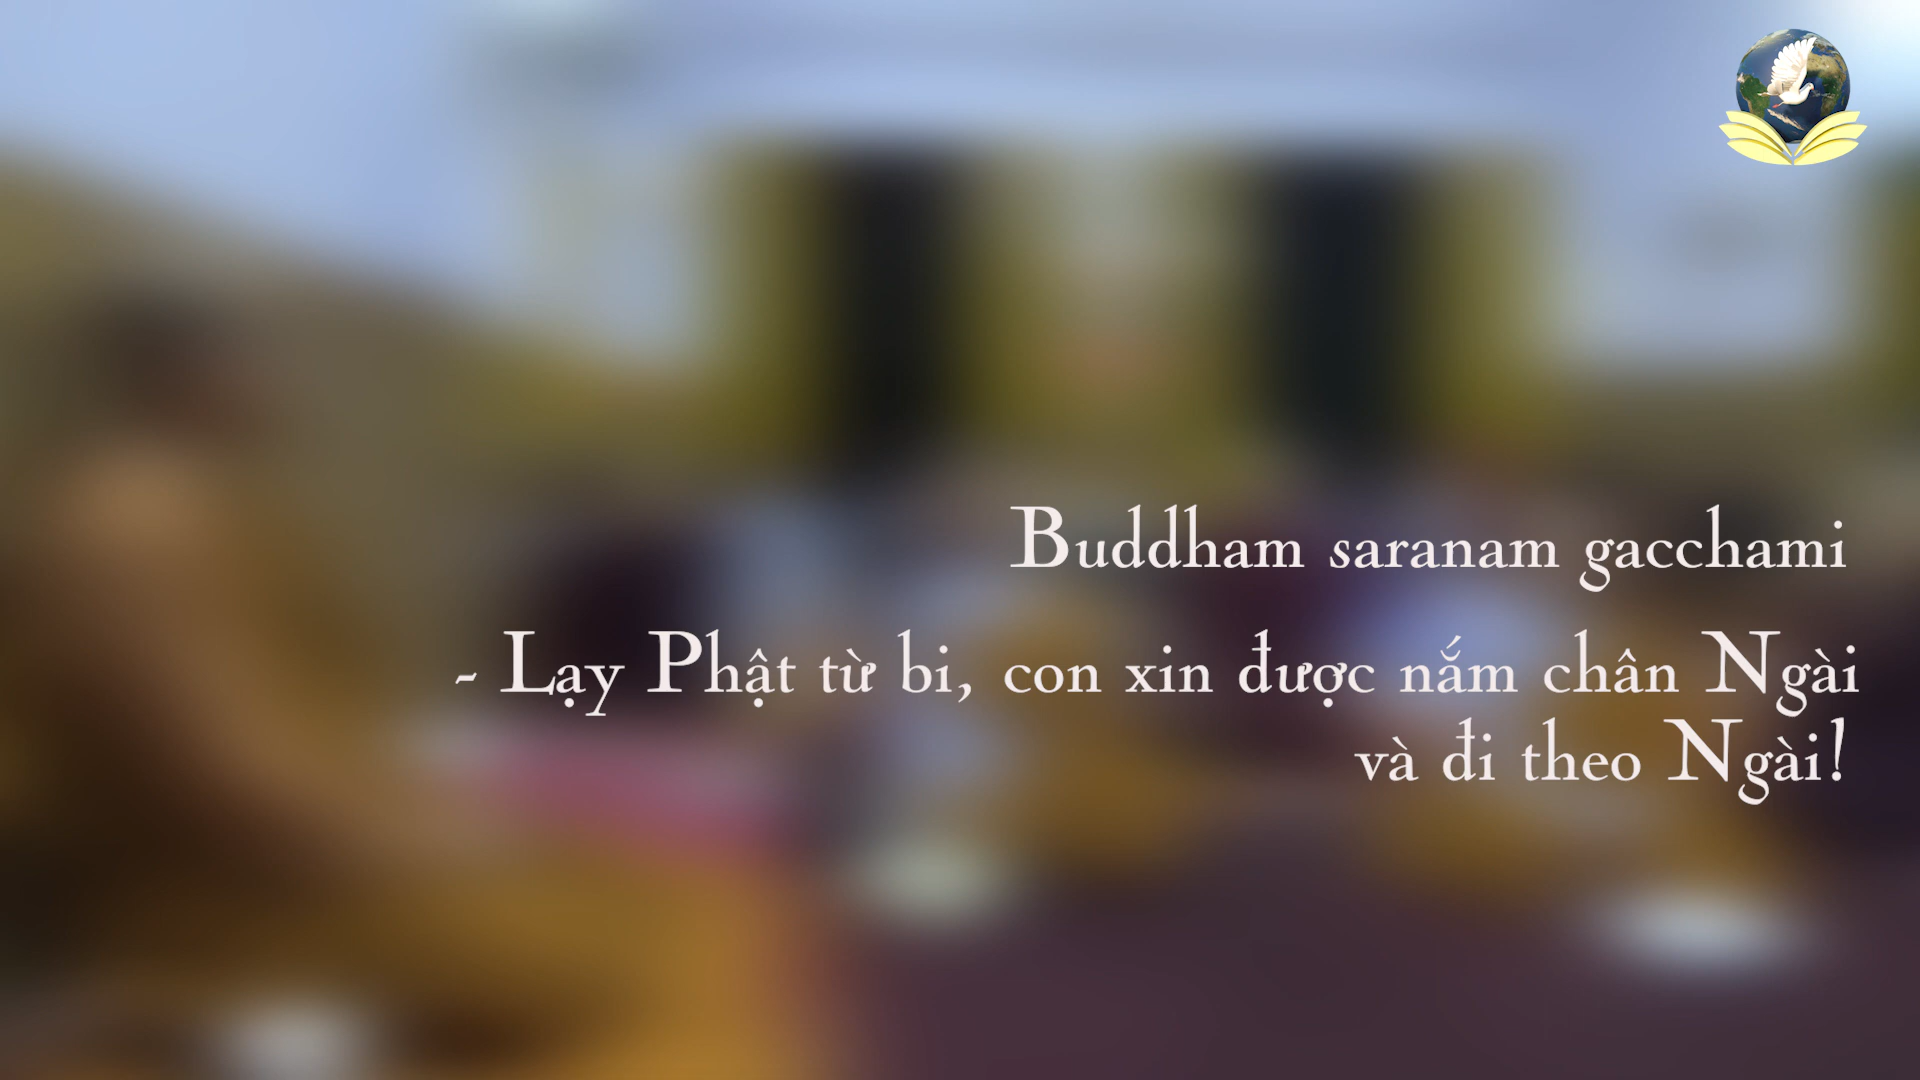 Buddham saranam gacchami
- Lạy Phật từ bi, con xin được nắm chân Ngài
và đi theo Ngài!